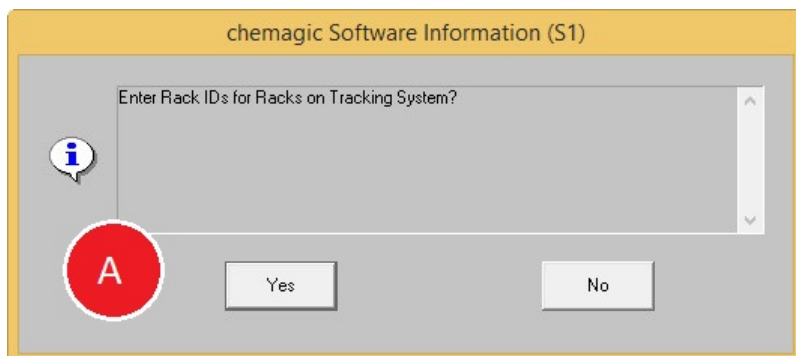 chemagic Software Information (S1)
Enter Rack IDs for Racks on Tracking System?
A
Yes
No